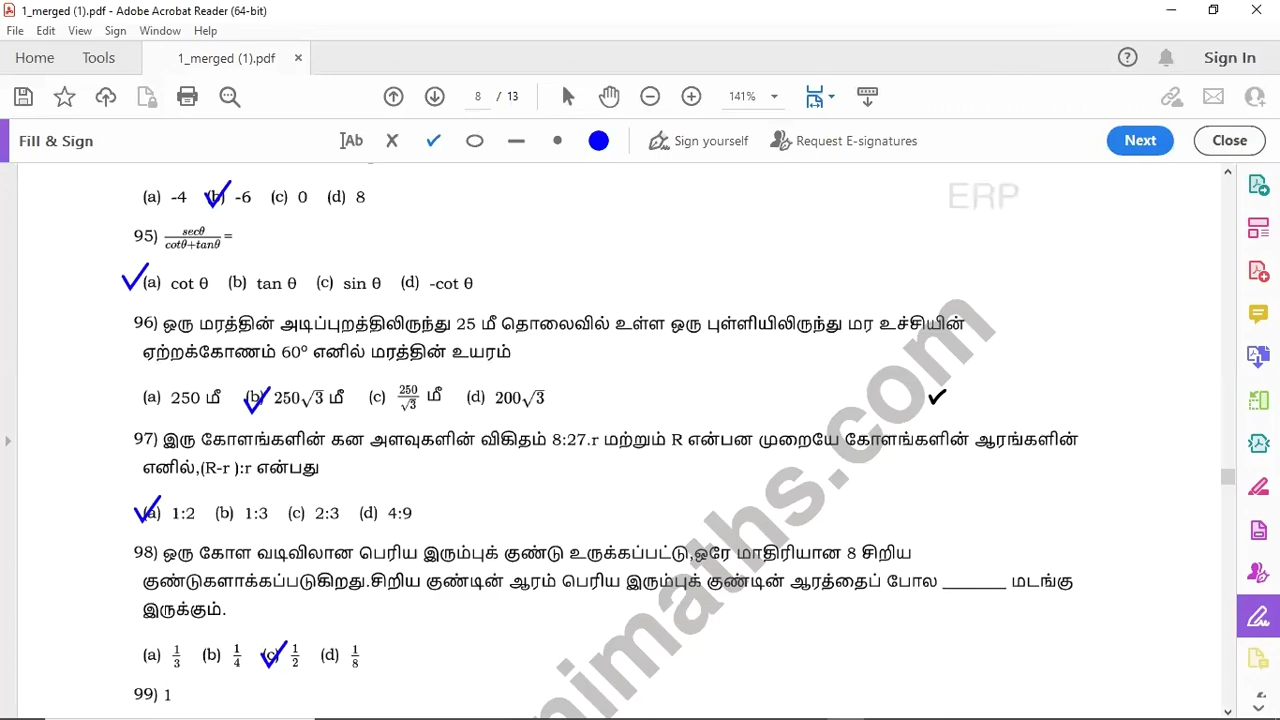 1_merged (1).pdf - Adobe Acrobat Reader (64-bit)
File Edit View Sign Window Help
Home Tools 1_merged (1).pdf × Sign In
8 / 13 141%
Fill & Sign Ab Sign yourself Request E-signatures Next Close
ERP
(a) -4 (b) -6 (c) 0 (d) 8
95) secθ/cotθ+tanθ =
(a) cot θ (b) tan θ (c) sin θ (d) -cot θ
96) ஒரு மரத்தின் அடிப்புறத்திலிருந்து 25 மீ தொலைவில் உள்ள ஒரு புள்ளியிலிருந்து மர உச்சியின்
ஏற்றக்கோணம் 60º எனில் மரத்தின் உயரம்
(a) 250 மீ (b) 250√3 மீ (c) 250/√3 மீ (d) 200√3
97) இரு கோளங்களின் கன அளவுகளின் விகிதம் 8:27.r மற்றும் R என்பன முறையே கோளங்களின் ஆரங்களின்
எனில்,(R-r ):r என்பது
(a) 1:2 (b) 1:3 (c) 2:3 (d) 4:9
98) ஒரு கோள வடிவிலான பெரிய இரும்புக் குண்டு உருக்கப்பட்டு,ஒரே மாதிரியான 8 சிறிய
குண்டுகளாக்கப்படுகிறது.சிறிய குண்டின் ஆரம் பெரிய இரும்புக் குண்டின் ஆரத்தைப் போல _______ மடங்கு
இருக்கும்.
(a) 1/3 (b) 1/4 (c) 1/2 (d) 1/8
99) 1
nimaths.com